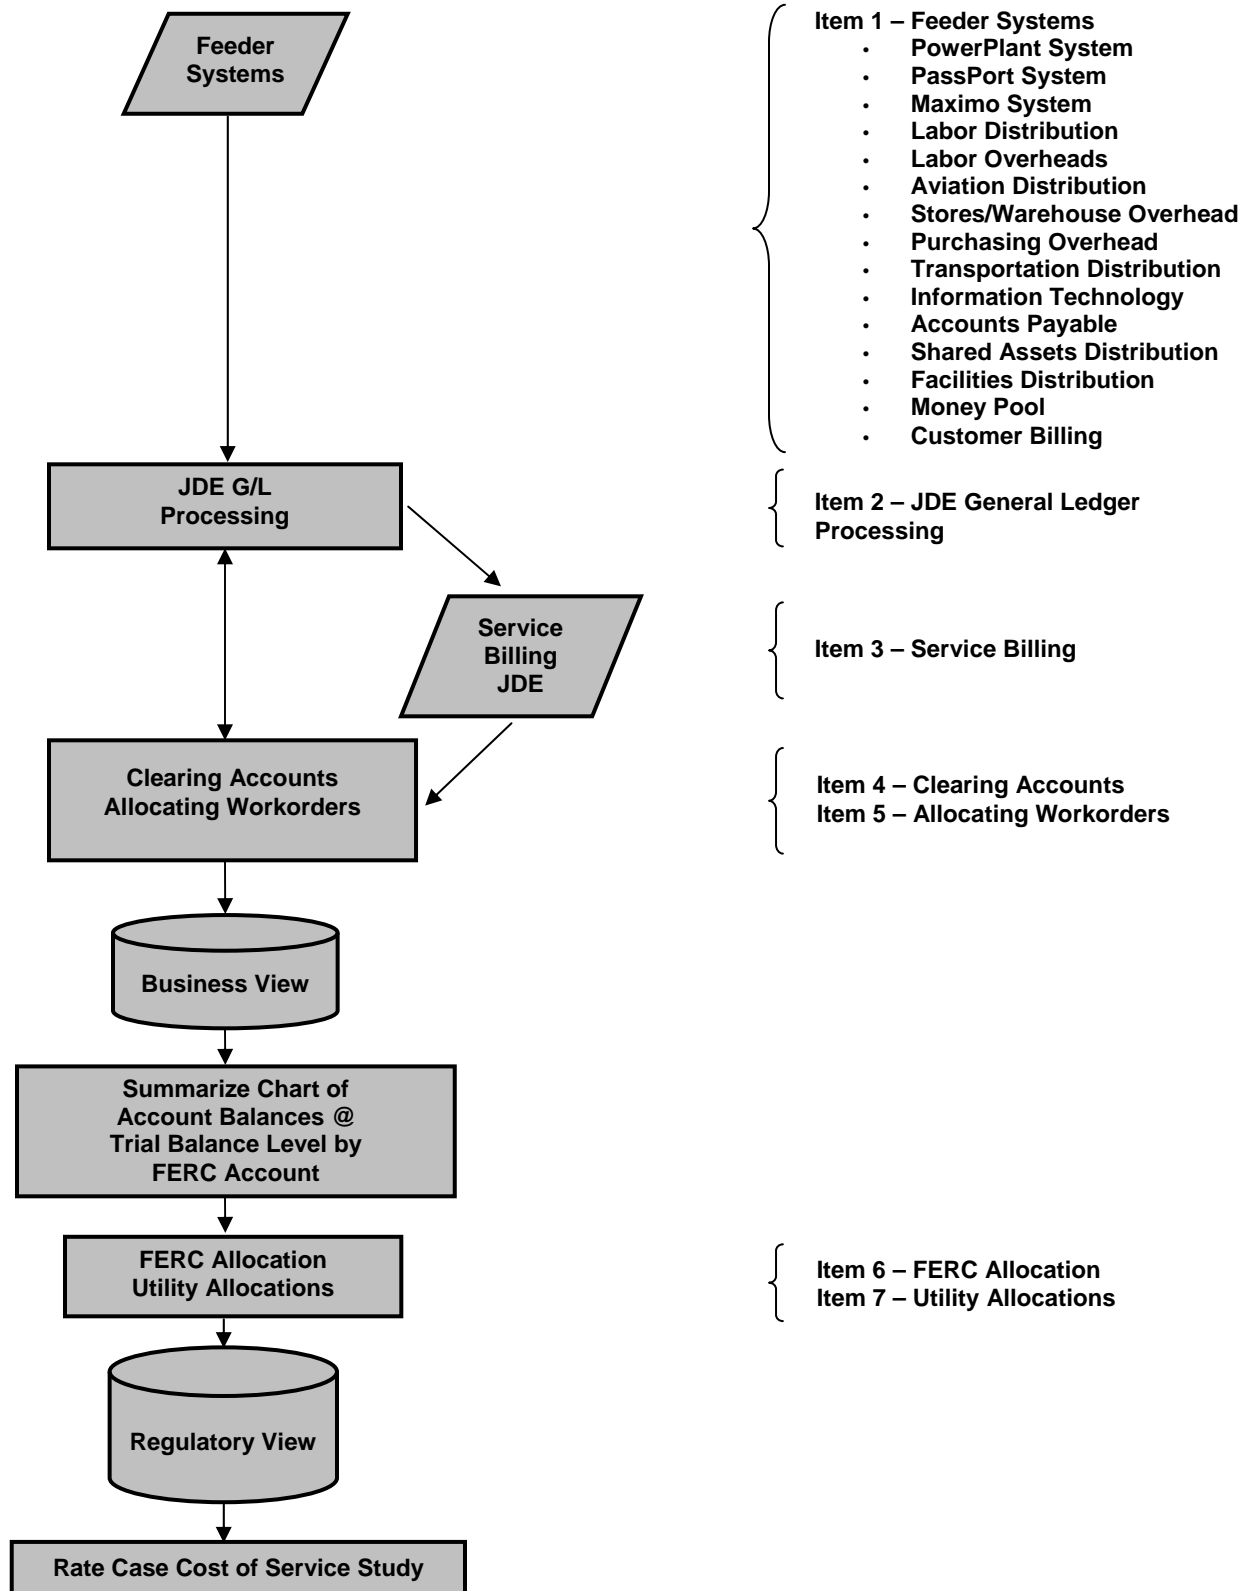 Feeder
Systems
Item 1 – Feeder Systems
• PowerPlant System
• PassPort System
• Maximo System
• Labor Distribution
• Labor Overheads
• Aviation Distribution
• Stores/Warehouse Overhead
• Purchasing Overhead
• Transportation Distribution
• Information Technology
• Accounts Payable
• Shared Assets Distribution
• Facilities Distribution
• Money Pool
• Customer Billing
JDE G/L
Processing
Item 2 – JDE General Ledger
Processing
Service
Billing
JDE
Item 3 – Service Billing
Clearing Accounts
Allocating Workorders
Item 4 – Clearing Accounts
Item 5 – Allocating Workorders
Business View
Summarize Chart of
Account Balances @
Trial Balance Level by
FERC Account
FERC Allocation
Utility Allocations
Item 6 – FERC Allocation
Item 7 – Utility Allocations
Regulatory View
Rate Case Cost of Service Study